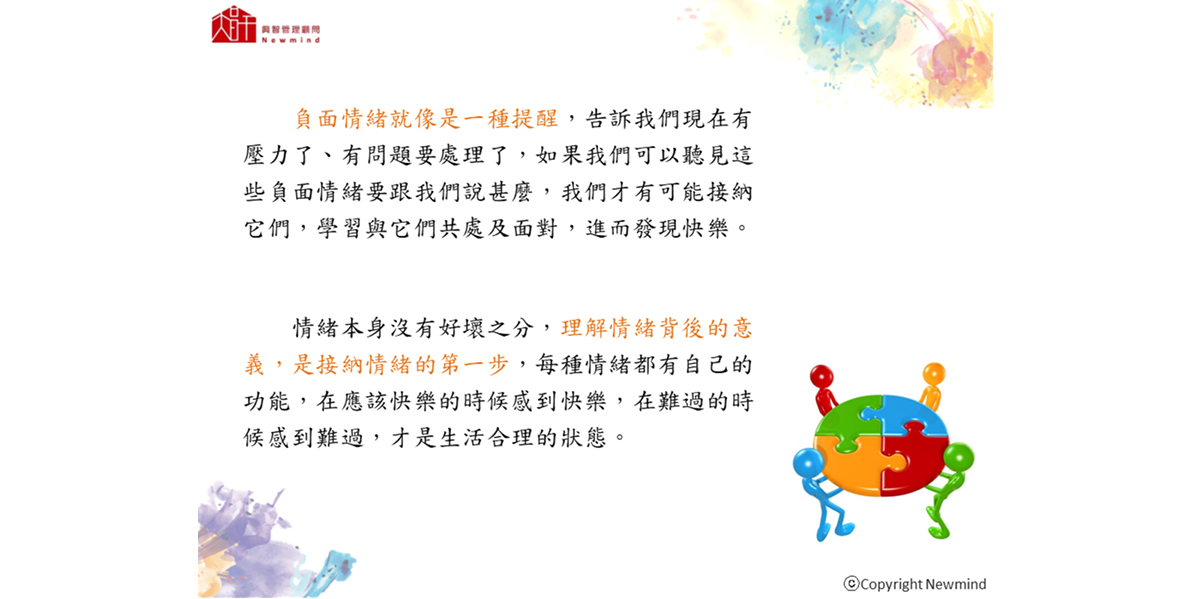 興智管理顧問
Newmind
負面情緒就像是一種提醒，告訴我們現在有
壓力了、有問題要處理了，如果我們可以聽見這
些負面情緒要跟我們說甚麼，我們才有可能接納
它們，學習與它們共處及面對，進而發現快樂。
情緒本身沒有好壞之分，理解情緒背後的意
義，是接納情緒的第一步，每種情緒都有自己的
功能，在應該快樂的時候感到快樂，在難過的時
候感到難過，才是生活合理的狀態。
©Copyright Newmind